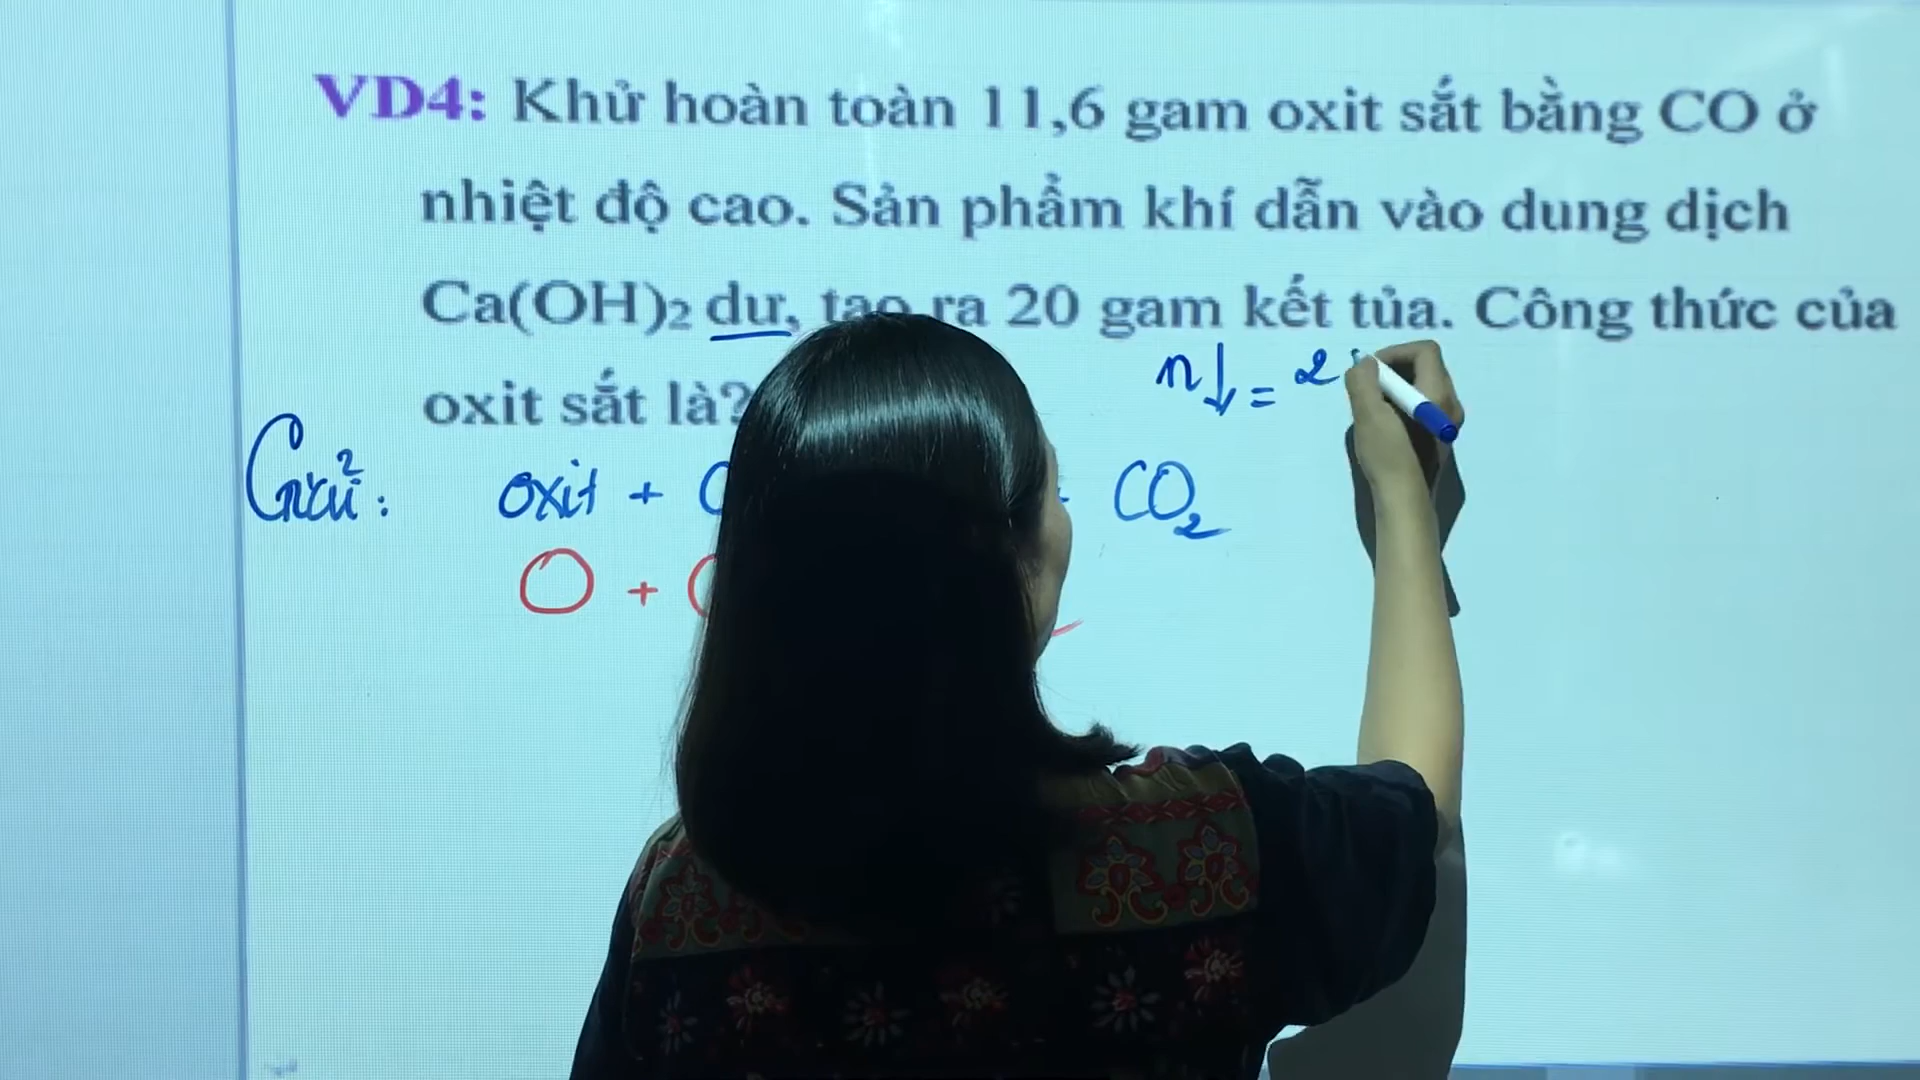 VD4: Khử hoàn toàn 11,6 gam oxit sắt bằng CO ở
nhiệt độ cao. Sản phẩm khí dẫn vào dung dịch
Ca(OH)₂ dư, tạo ra 20 gam kết tủa. Công thức của
oxit sắt là?
n↓ = 2
Giải: oxit + CO₂
O +